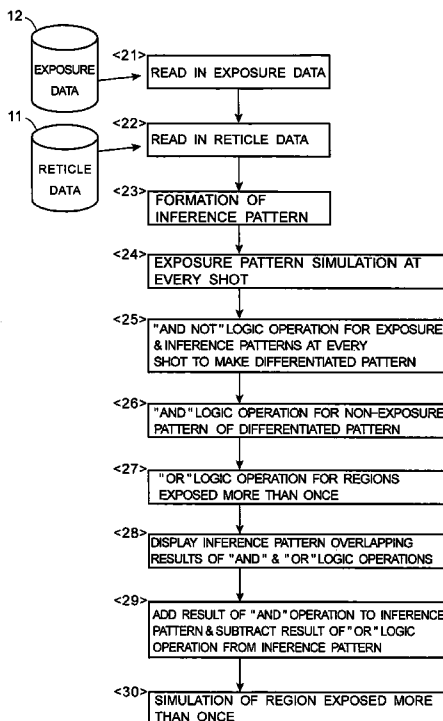 12
EXPOSURE
DATA
11
RETICLE
DATA
<21>
READ IN EXPOSURE DATA
<22>
READ IN RETICLE DATA
<23>
FORMATION OF
INFERENCE PATTERN
<24>
EXPOSURE PATTERN SIMULATION AT
EVERY SHOT
<25>
"AND NOT" LOGIC OPERATION FOR EXPOSURE
& INFERENCE PATTERNS AT EVERY
SHOT TO MAKE DIFFERENTIATED PATTERN
<26>
"AND" LOGIC OPERATION FOR NON-EXPOSURE
PATTERN OF DIFFERENTIATED PATTERN
<27>
"OR" LOGIC OPERATION FOR REGIONS
EXPOSED MORE THAN ONCE
<28>
DISPLAY INFERENCE PATTERN OVERLAPPING
RESULTS OF "AND" & "OR" LOGIC OPERATIONS
<29>
ADD RESULT OF "AND" OPERATION TO INFERENCE
PATTERN & SUBTRACT RESULT OF "OR" LOGIC
OPERATION FROM INFERENCE PATTERN
<30>
SIMULATION OF REGION EXPOSED MORE
THAN ONCE